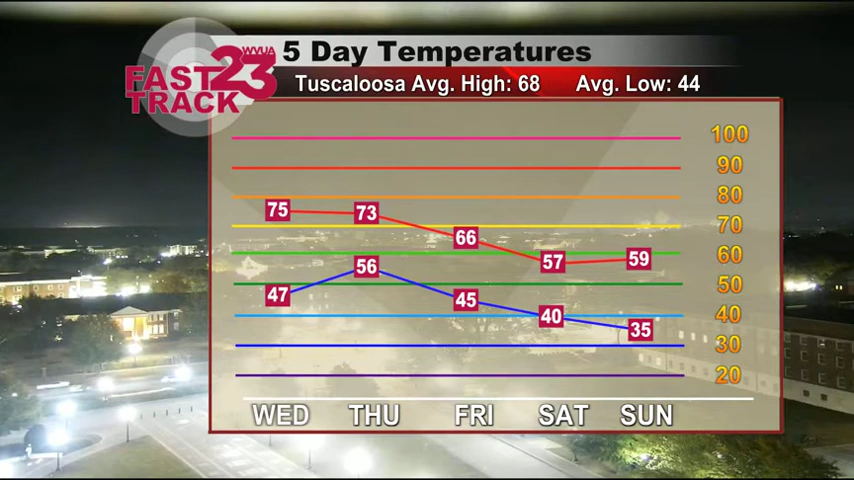 WVUA
23
FAST
TRACK
5 Day Temperatures
Tuscaloosa Avg. High: 68 Avg. Low: 44
100
90
80
70
60
50
40
30
20
75 73 66 57 59
47 56 45 40 35
WED THU FRI SAT SUN